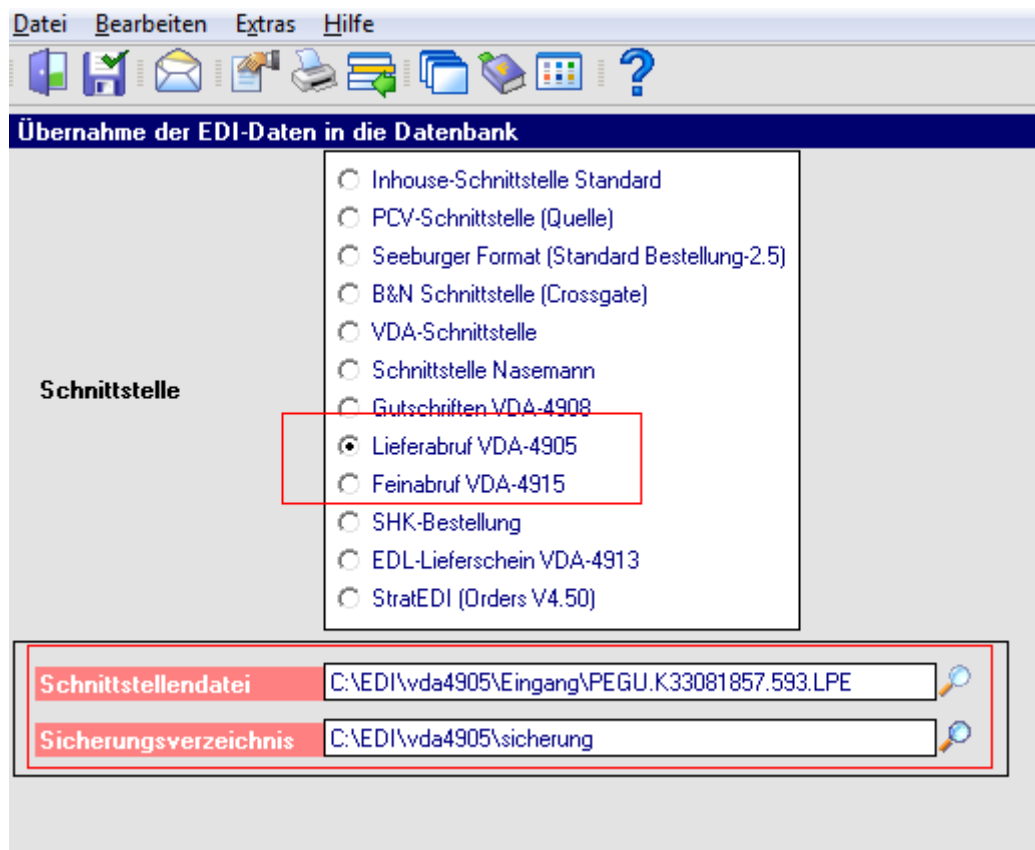 Datei Bearbeiten Extras Hilfe
Übernahme der EDI-Daten in die Datenbank
Schnittstelle
Inhouse-Schnittstelle Standard
PCV-Schnittstelle (Quelle)
Seeburger Format (Standard Bestellung-2.5)
B&N Schnittstelle (Crossgate)
VDA-Schnittstelle
Schnittstelle Nasemann
Gutschriften VDA-4908
Lieferabruf VDA-4905
Feinabruf VDA-4915
SHK-Bestellung
EDL-Lieferschein VDA-4913
StratEDI (Orders V4.50)
Schnittstellendatei C:\EDI\vda4905\Eingang\PEGU.K33081857.593.LPE
Sicherungsverzeichnis C:\EDI\vda4905\sicherung